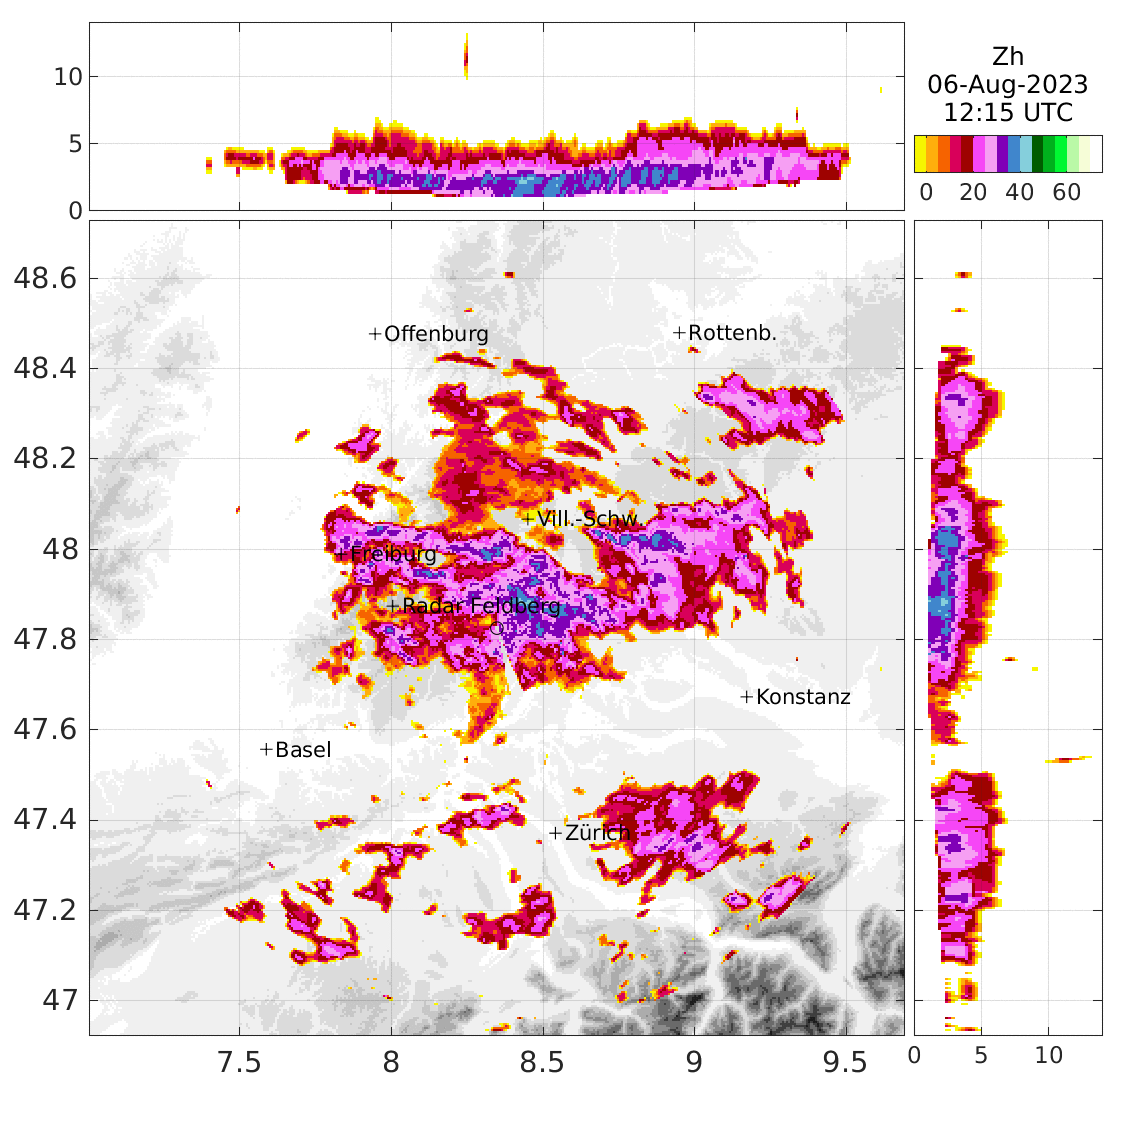 Zh
06-Aug-2023
12:15 UTC
0 20 40 60
10
5
0
48.6
48.4
48.2
48
47.8
47.6
47.4
47.2
47
+Offenburg
+Rottenb.
+Vill.-Schw.
+Freiburg
+Radar Feldberg
+Konstanz
+Basel
+Zürich
7.5 8 8.5 9 9.5
0 5 10